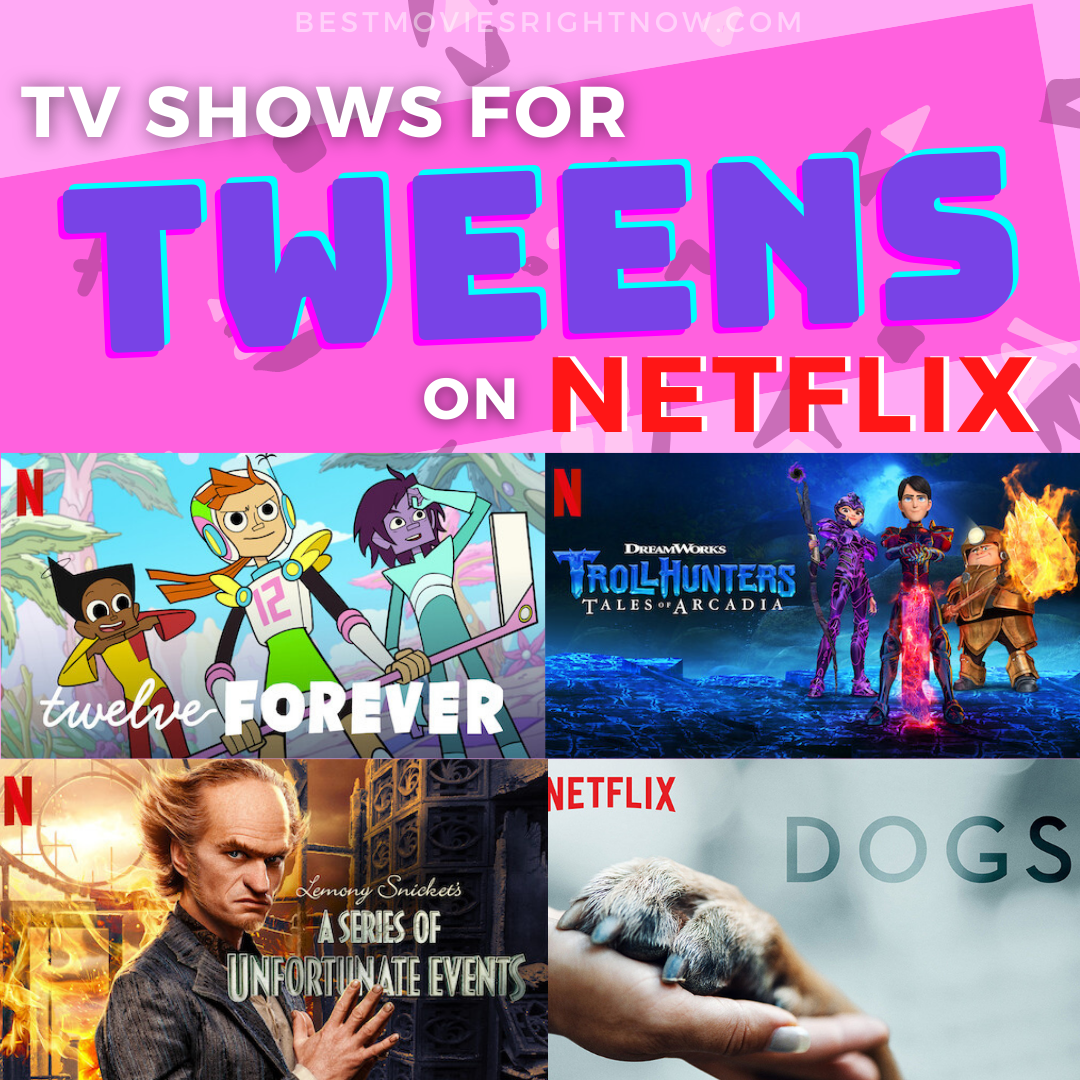 BESTMOVIESRIGHTNOW.COM
TV SHOWS FOR
TWEENS
ON NETFLIX
N
twelve FOREVER
12
N
DREAMWORKS
TROLLHUNTERS
TALES OF ARCADIA
N
Lemony Snicket's
A SERIES OF
UNFORTUNATE EVENTS
NETFLIX
DOGS